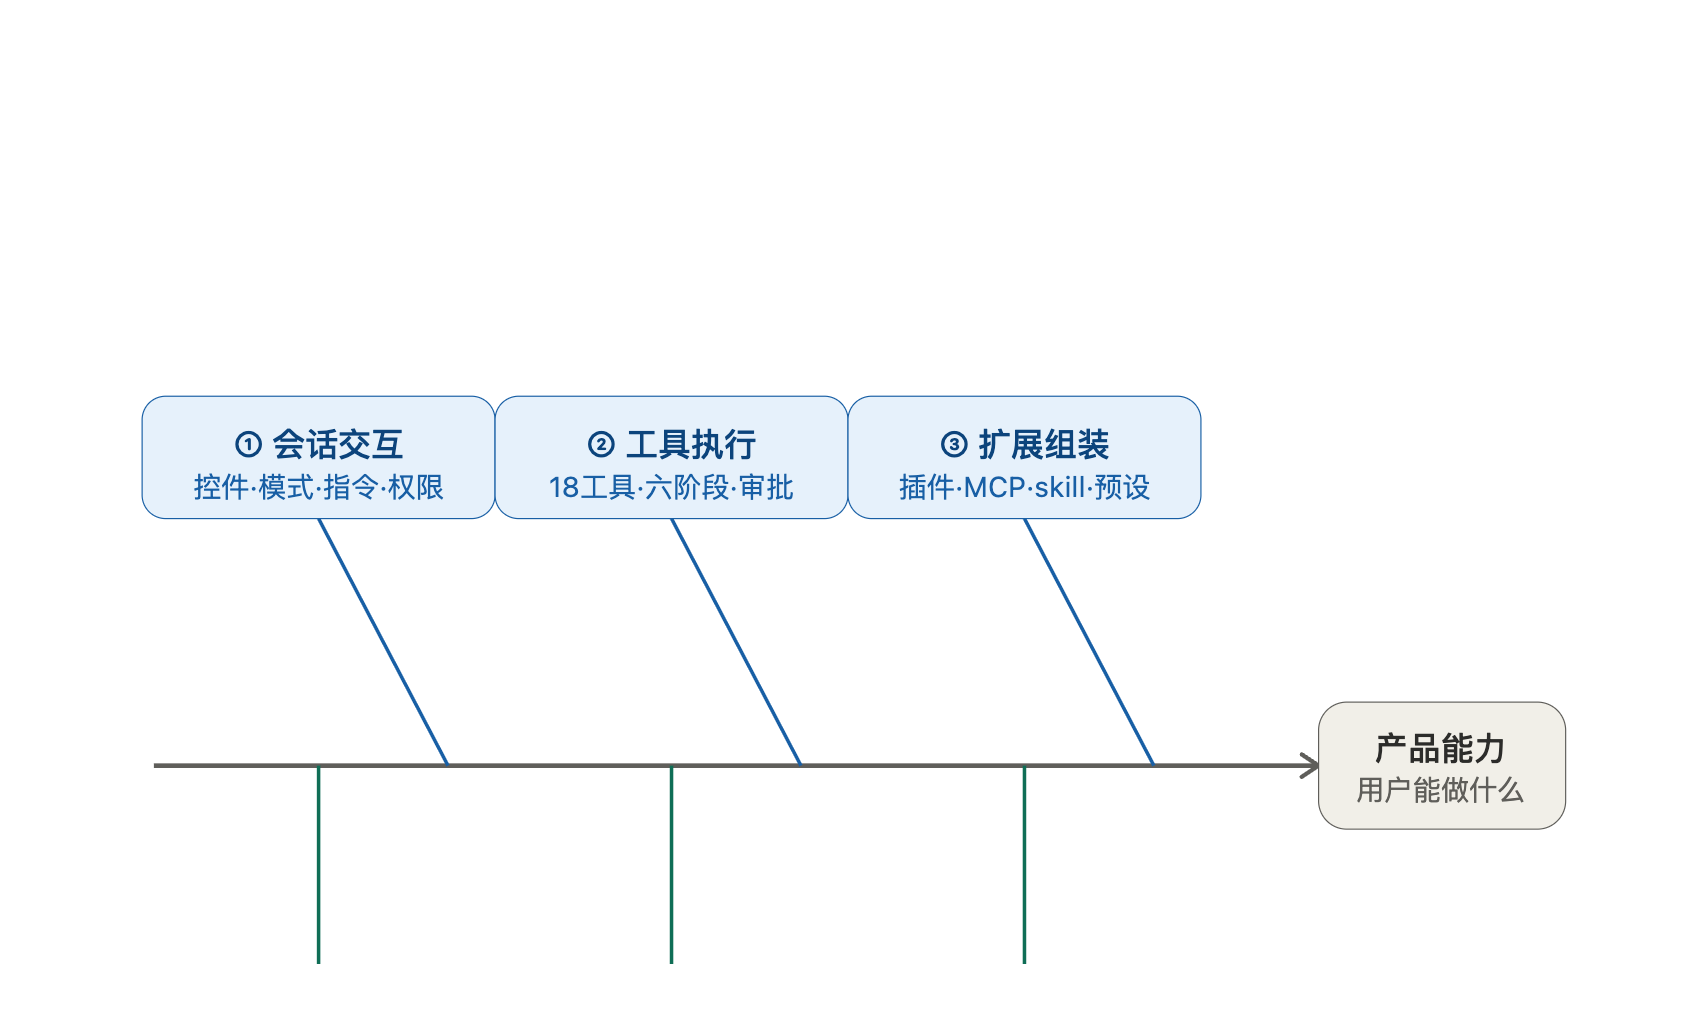 ① 会话交互
控件·模式·指令·权限
② 工具执行
18工具·六阶段·审批
③ 扩展组装
插件·MCP·skill·预设
产品能力
用户能做什么